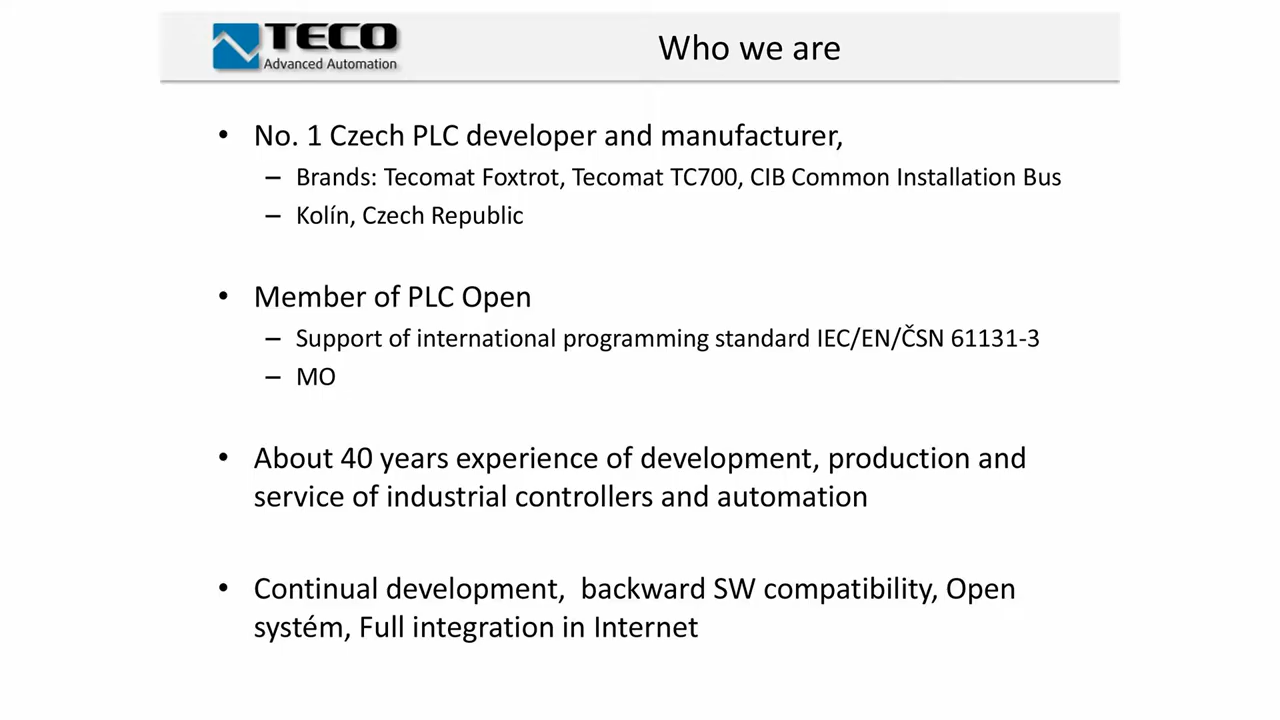 TECO
Advanced Automation
Who we are
• No. 1 Czech PLC developer and manufacturer,
– Brands: Tecomat Foxtrot, Tecomat TC700, CIB Common Installation Bus
– Kolín, Czech Republic
• Member of PLC Open
– Support of international programming standard IEC/EN/ČSN 61131-3
– MO
• About 40 years experience of development, production and
service of industrial controllers and automation
• Continual development,  backward SW compatibility, Open
systém, Full integration in Internet